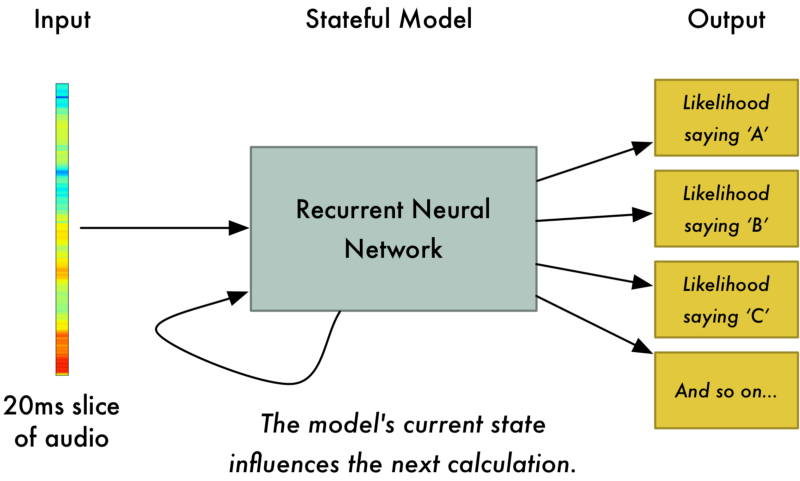 Input
Stateful Model
Output
20ms slice
of audio
Recurrent Neural
Network
The model's current state
influences the next calculation.
Likelihood
saying ‘A’
Likelihood
saying ‘B’
Likelihood
saying ‘C’
And so on...